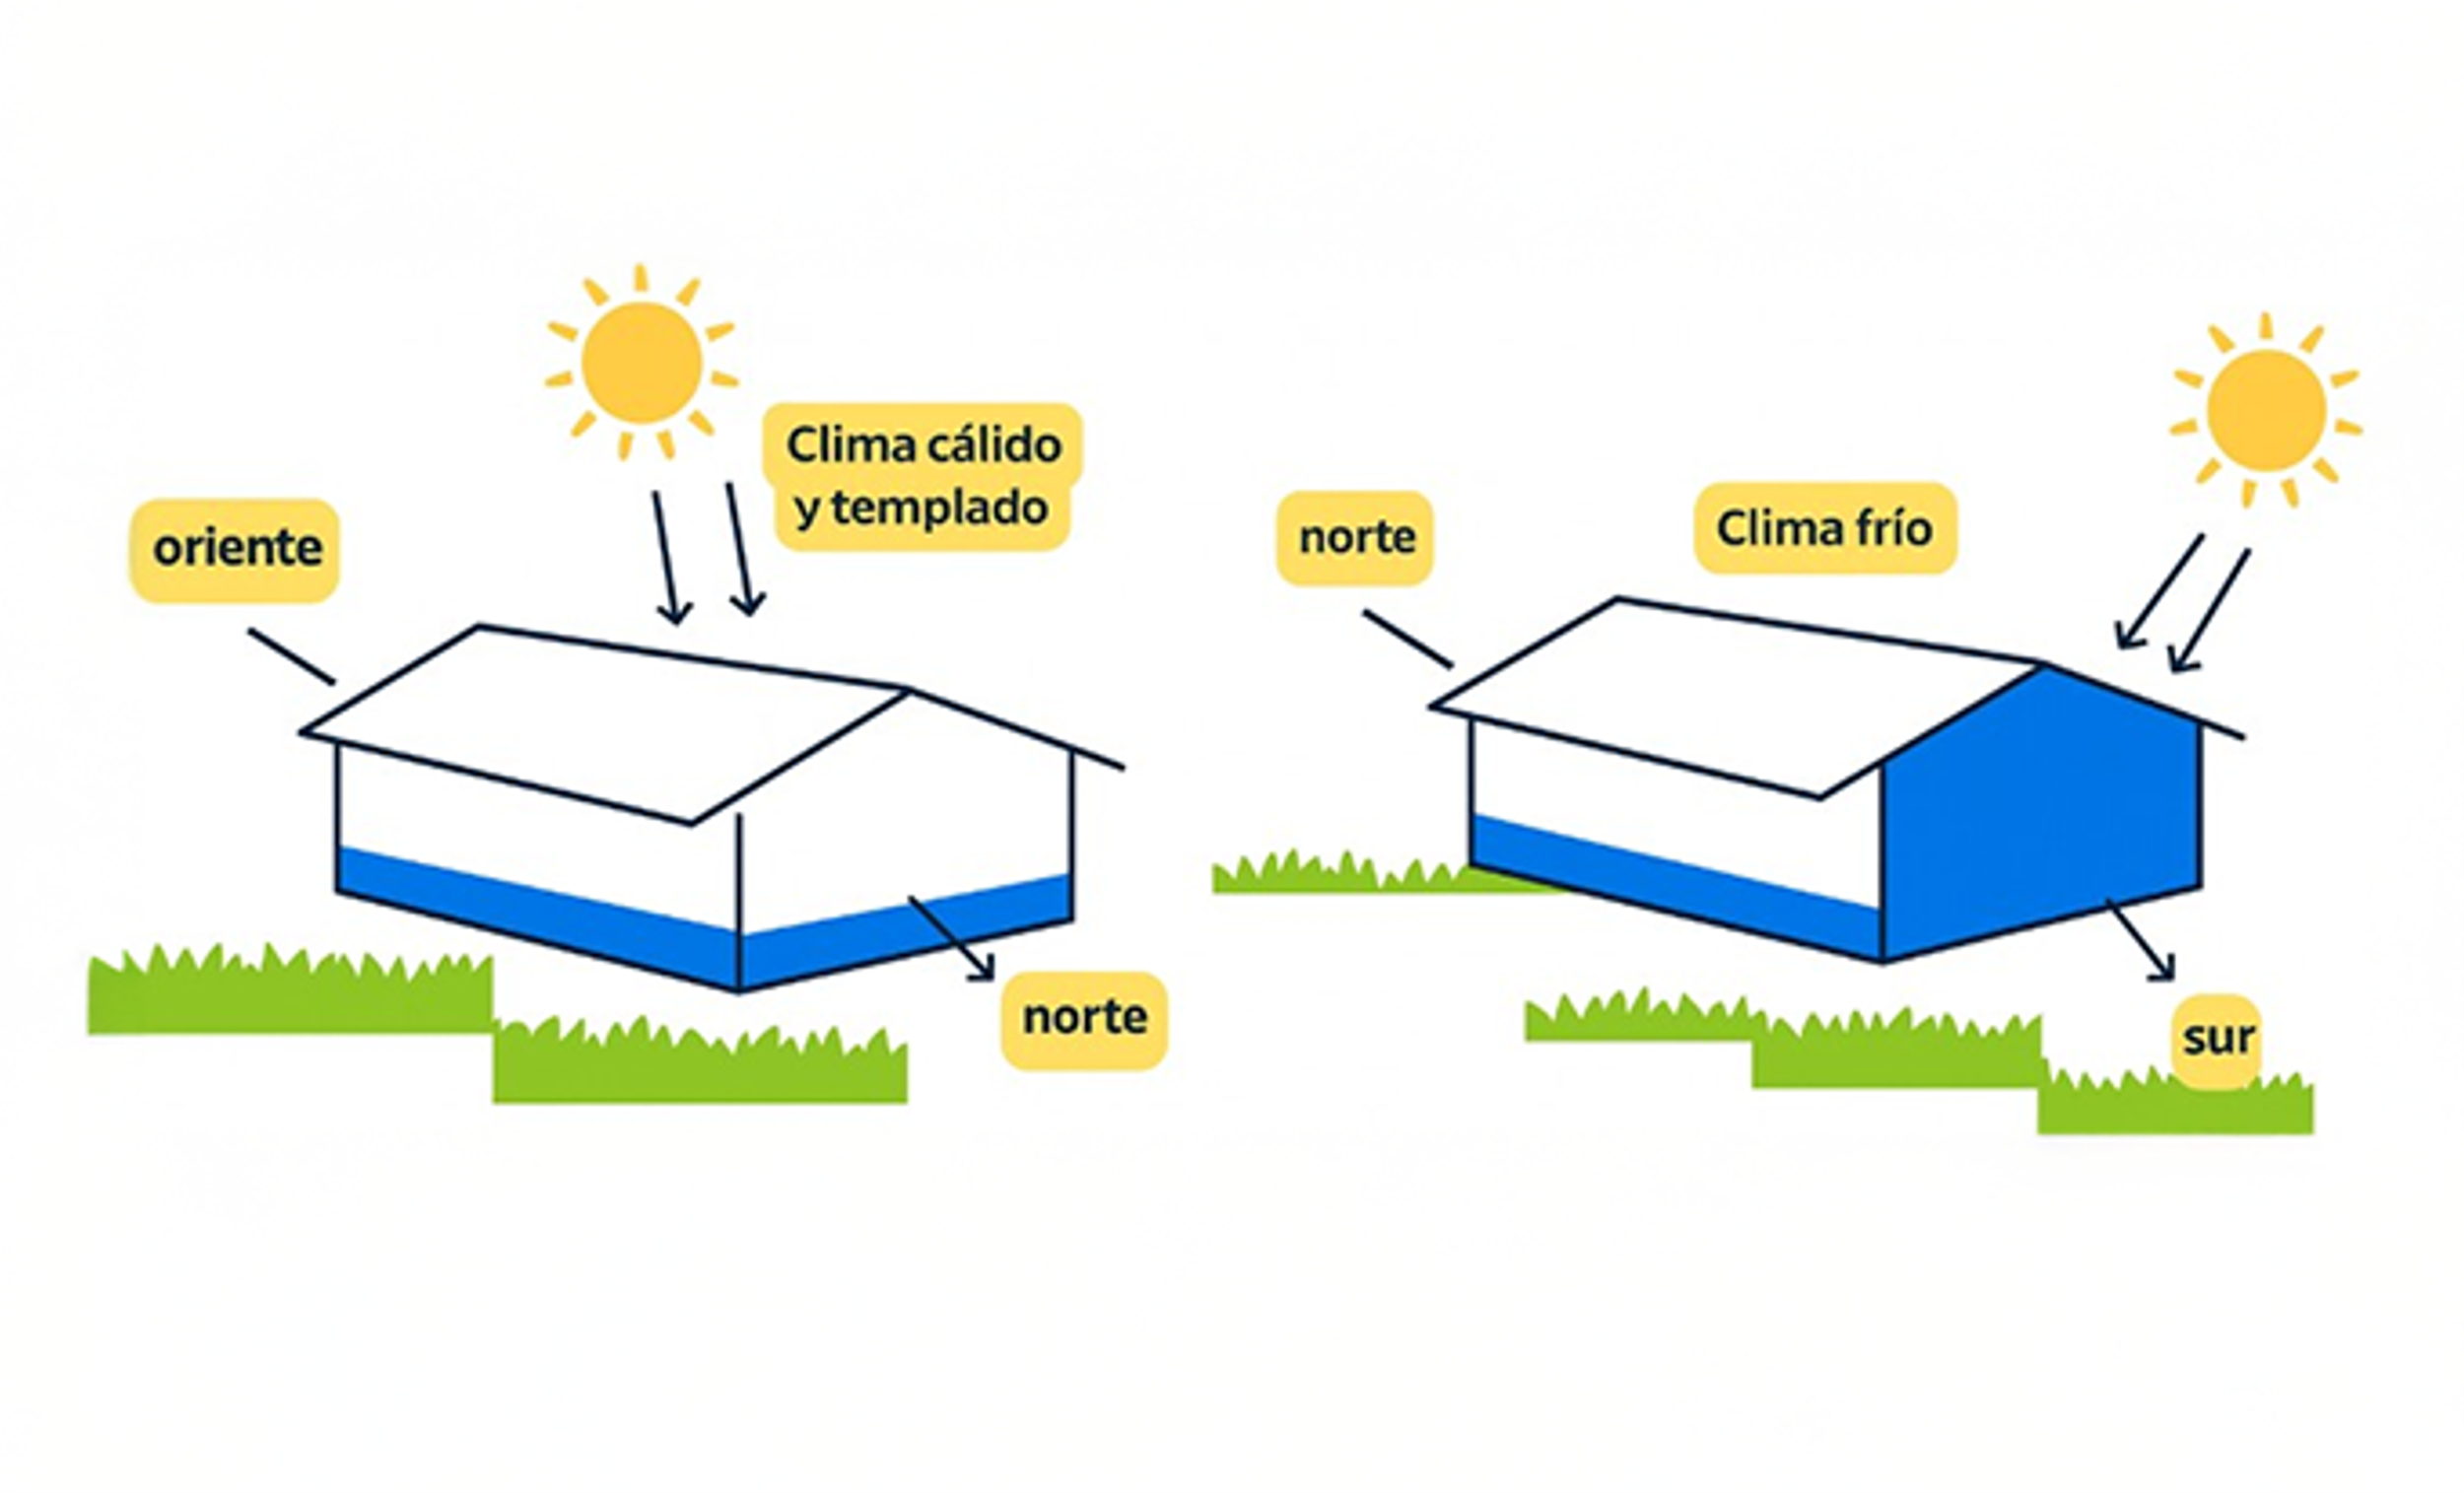 oriente
Clima cálido
y templado
norte
norte
Clima frío
sur